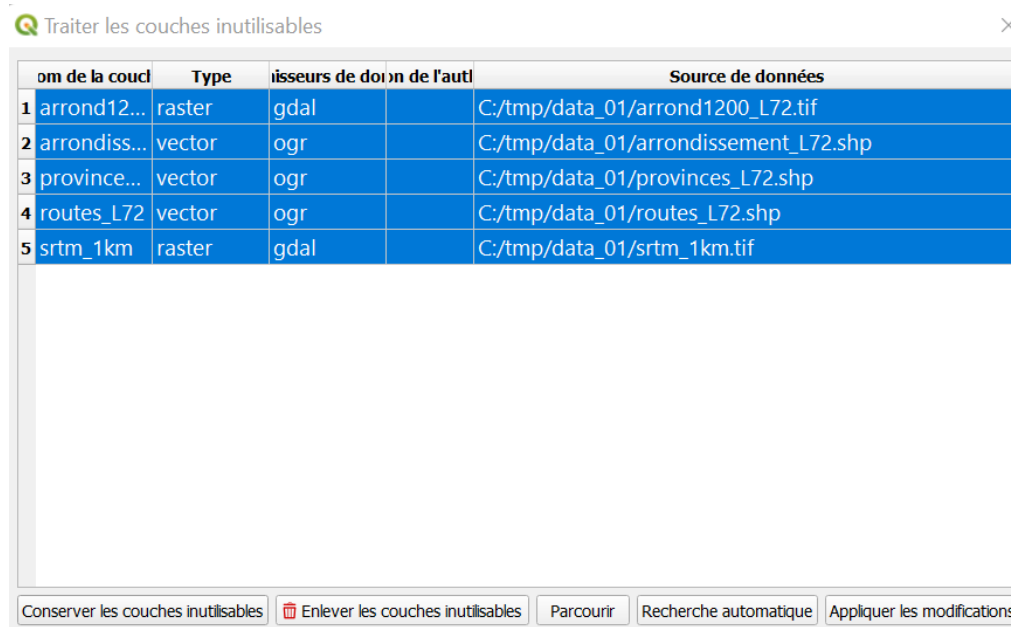 Traiter les couches inutilisables
om de la coucl Type iisseurs de doi on de l'autl Source de données
1 arrond12... raster gdal C:/tmp/data_01/arrond1200_L72.tif
2 arrondiss... vector ogr C:/tmp/data_01/arrondissement_L72.shp
3 province... vector ogr C:/tmp/data_01/provinces_L72.shp
4 routes_L72 vector ogr C:/tmp/data_01/routes_L72.shp
5 srtm_1km raster gdal C:/tmp/data_01/srtm_1km.tif
Conserver les couches inutilisables Enlever les couches inutilisables Parcourir Recherche automatique Appliquer les modifications